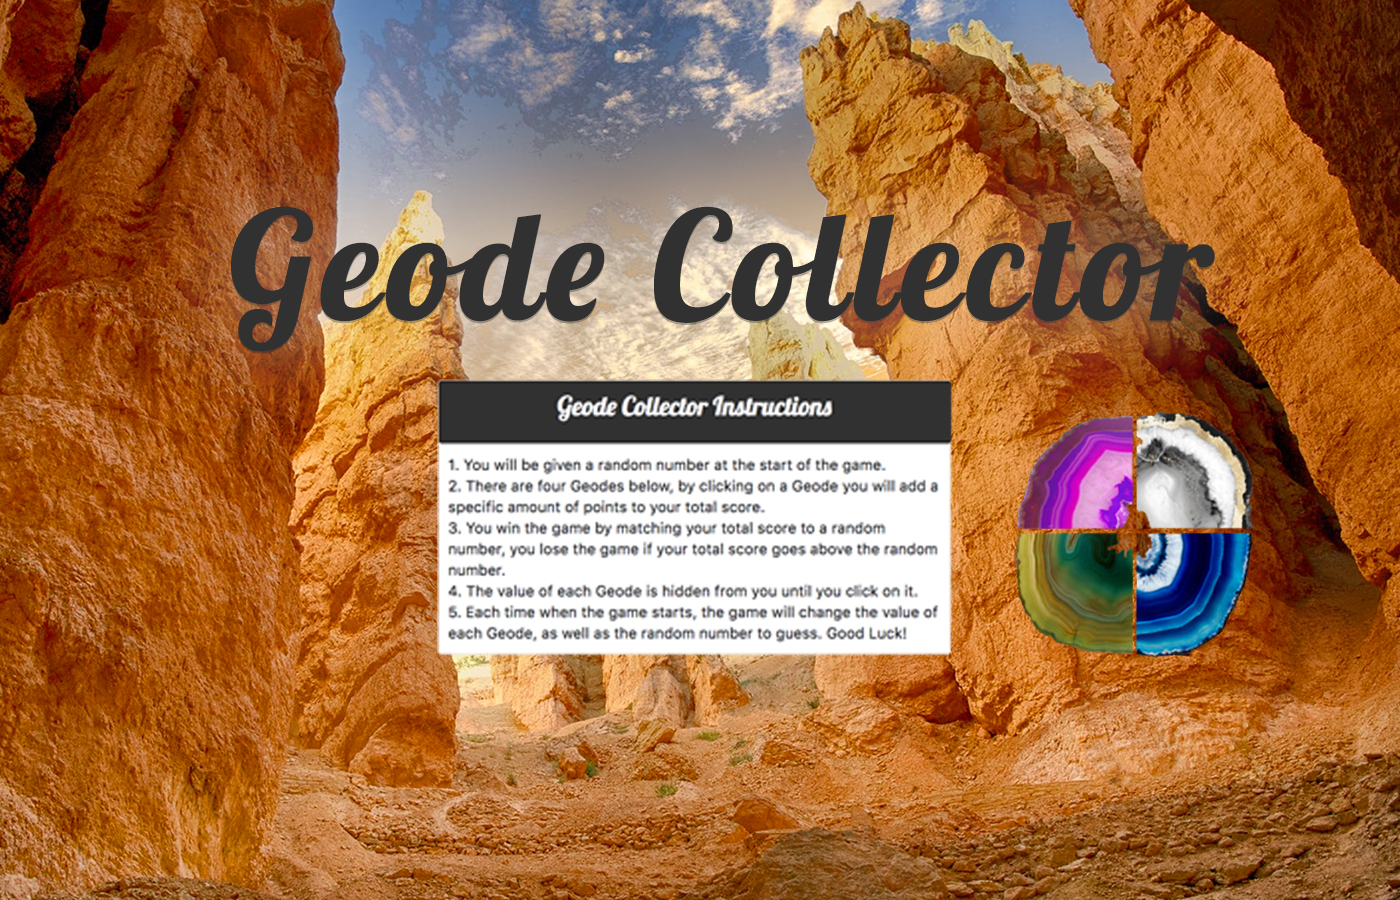 Geode Collector
Geode Collector Instructions
1. You will be given a random number at the start of the game.
2. There are four Geodes below, by clicking on a Geode you will add a
specific amount of points to your total score.
3. You win the game by matching your total score to a random
number, you lose the game if your total score goes above the random
number.
4. The value of each Geode is hidden from you until you click on it.
5. Each time when the game starts, the game will change the value of
each Geode, as well as the random number to guess. Good Luck!